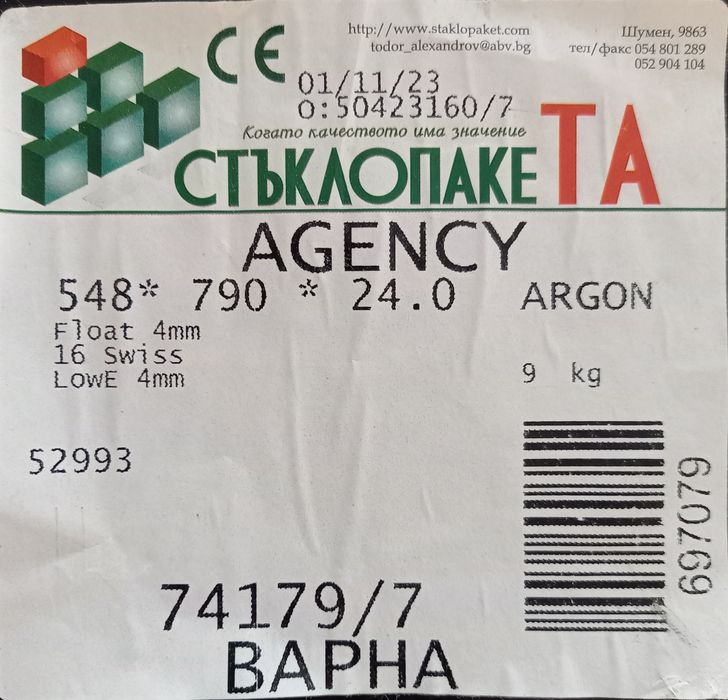 CE
http://www.staklopaket.com
todor_alexandrov@abv.bg
Шумен, 9863
тел/факс 054 801 289
052 904 104
01/11/23
O:50423160/7
Когато качеството има значение
СТЪКЛОПАКЕТА
AGENCY
548* 790 * 24.0 ARGON
Float 4mm
16 Swiss
LowE 4mm
9 kg
52993
697079
74179/7
ВАРНА